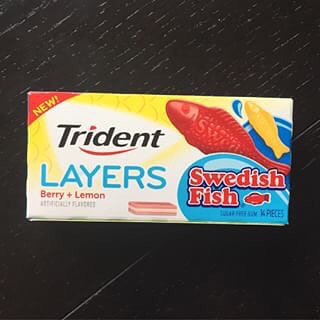 NEW!
Trident
LAYERS
Berry + Lemon
ARTIFICIALLY FLAVORED
Swedish
Fish
SUGAR FREE GUM 14 PIECES